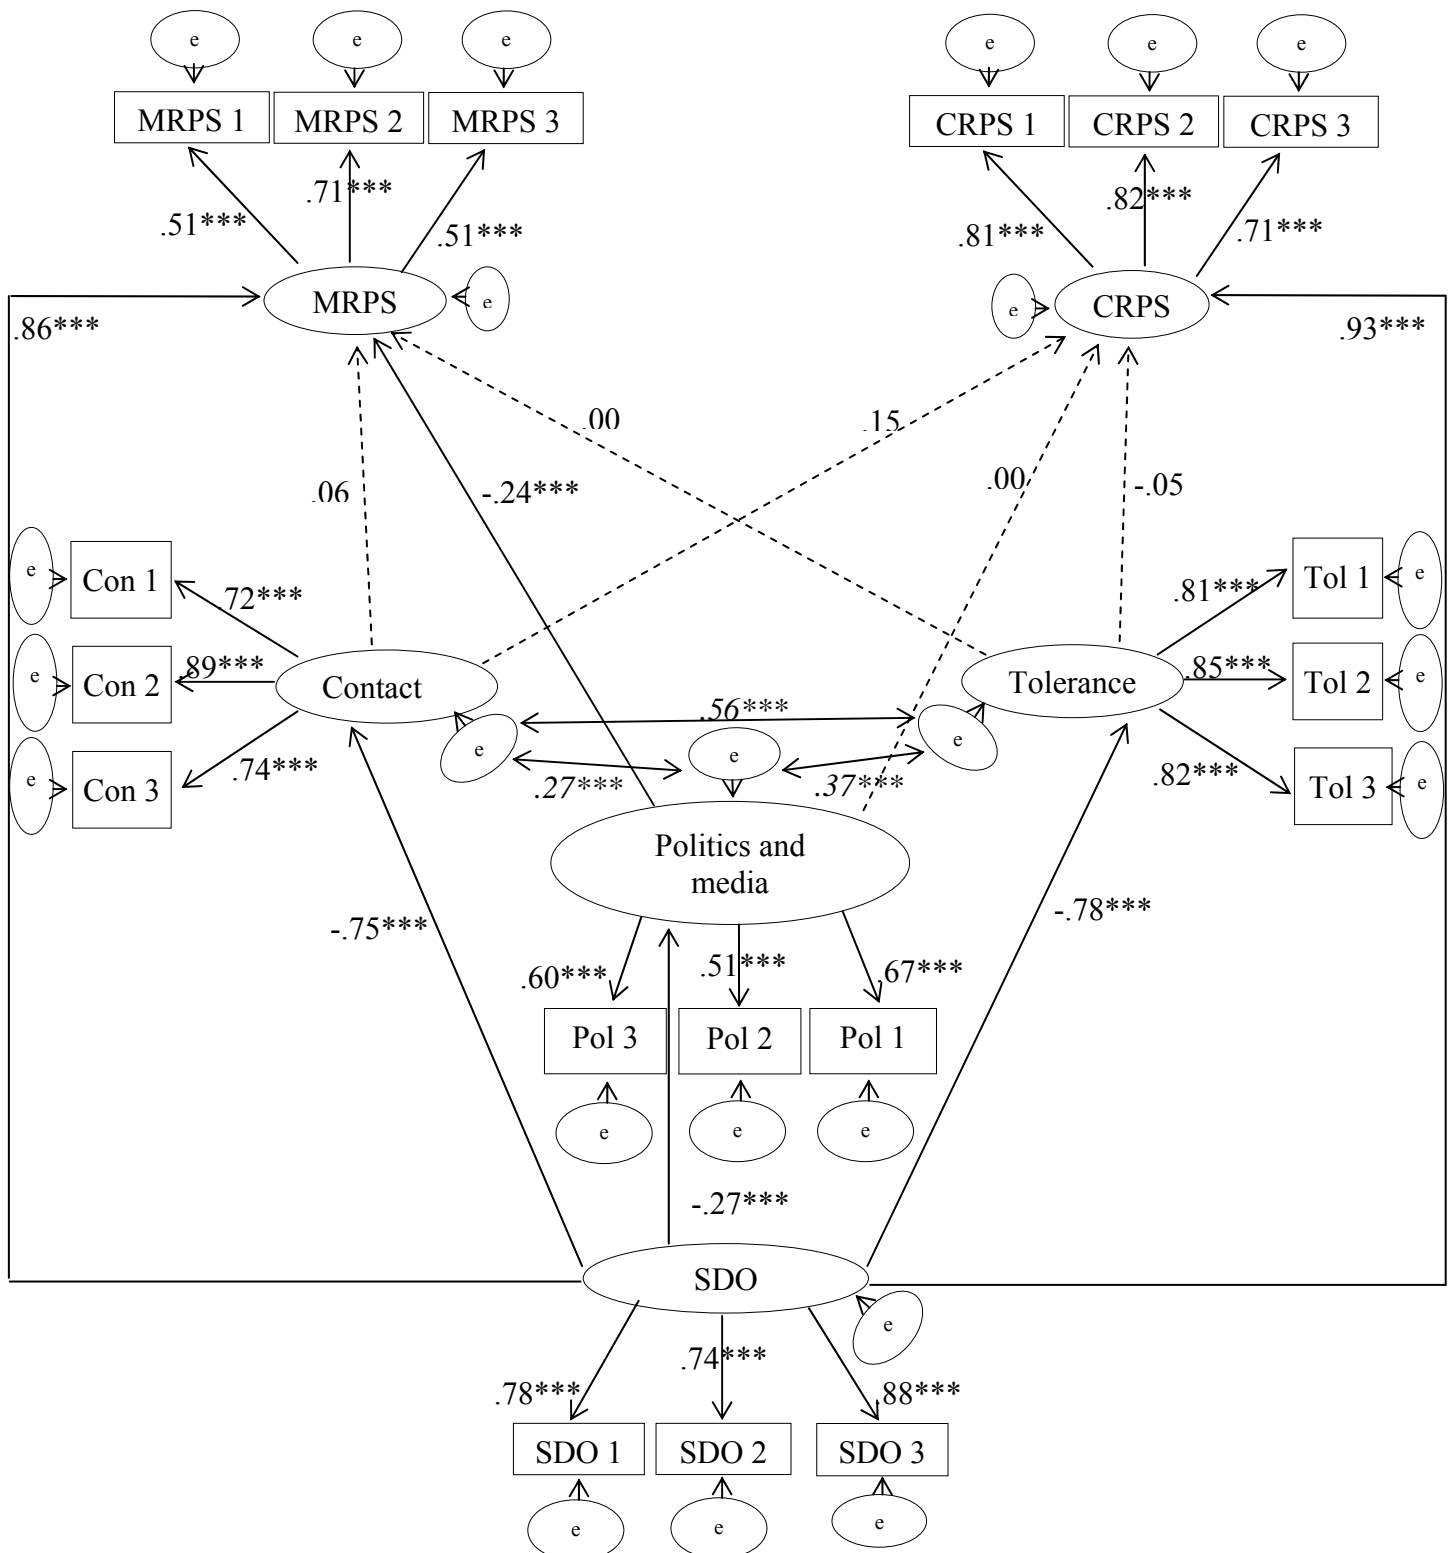 e e e e e e
MRPS 1 MRPS 2 MRPS 3 CRPS 1 CRPS 2 CRPS 3
.51*** .71*** .51*** .81*** .82*** .71***
MRPS e e CRPS
.86*** .93***
.00 .15
.06 -.24*** .00 -.05
e Con 1 Tol 1 e
.72*** .81***
e Con 2 .89*** Contact Tolerance .85*** Tol 2 e
.56***
e e e
e Con 3 .74*** .27*** .37*** .82*** Tol 3 e
Politics and
media
-.75*** -.78***
.60*** .51*** .67***
Pol 3 Pol 2 Pol 1
e e e
-.27***
SDO
e
.78*** .74*** .88***
SDO 1 SDO 2 SDO 3
e e e